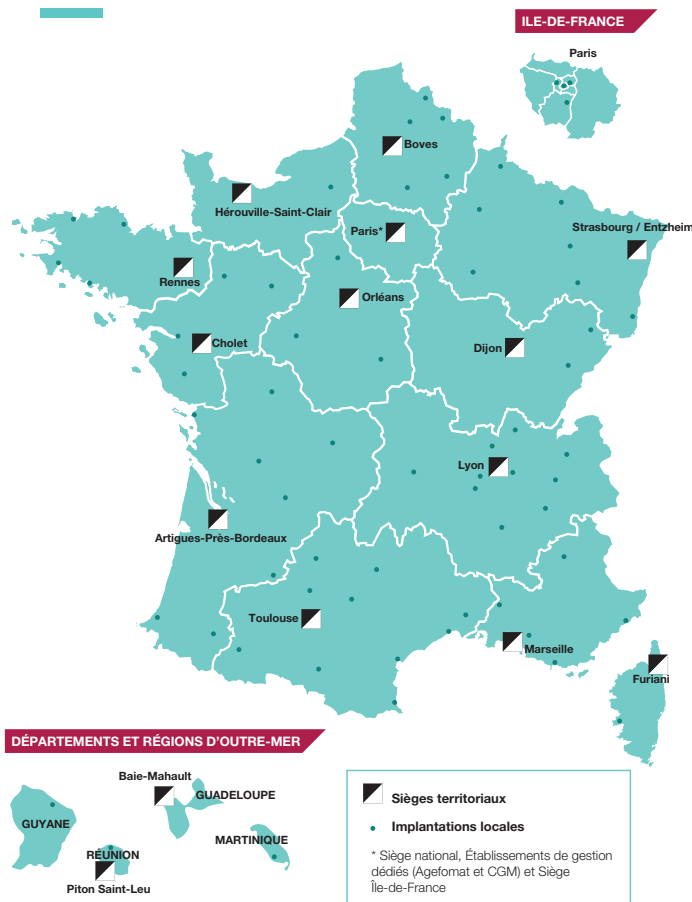 ILE-DE-FRANCE
Paris
Boves
Hérouville-Saint-Clair
Paris*
Strasbourg / Entzheim
Rennes
Orléans
Cholet
Dijon
Lyon
Artigues-Près-Bordeaux
Toulouse
Marseille
Furiani
DÉPARTEMENTS ET RÉGIONS D'OUTRE-MER
Baie-Mahault
GUADELOUPE
GUYANE
MARTINIQUE
RÉUNION
Piton Saint-Leu
Sièges territoriaux
Implantations locales
* Siège national, Établissements de gestion
dédiés (Agefomat et CGM) et Siège
Île-de-France